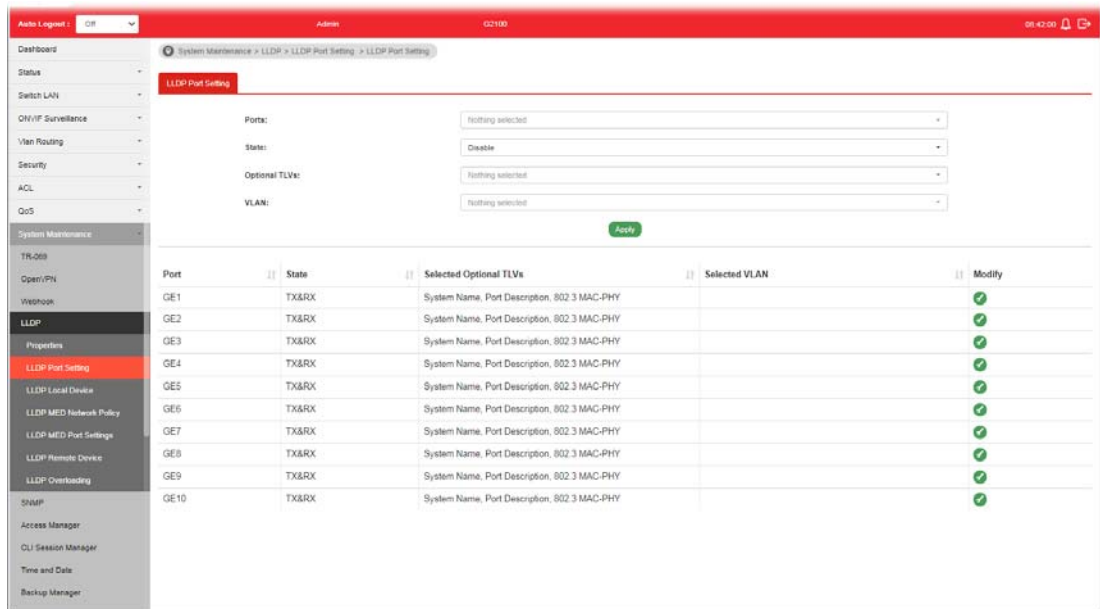 Auto Logout : Off Admin G2100 08:42:00
Dashboard
Status
Switch LAN
ONVIF Surveillance
Vlan Routing
Security
ACL
QoS
System Maintenance
TR-069
OpenVPN
Webhook
LLDP
Properties
LLDP Port Setting
LLDP Local Device
LLDP MED Network Policy
LLDP MED Port Settings
LLDP Remote Device
LLDP Overloading
SNMP
Access Manager
CLI Session Manager
Time and Date
Backup Manager
System Maintenance > LLDP > LLDP Port Setting > LLDP Port Setting
LLDP Port Setting
Ports: Nothing selected
State: Disable
Optional TLVs: Nothing selected
VLAN: Nothing selected
Apply
Port State Selected Optional TLVs Selected VLAN Modify
GE1 TX&RX System Name, Port Description, 802.3 MAC-PHY
GE2 TX&RX System Name, Port Description, 802.3 MAC-PHY
GE3 TX&RX System Name, Port Description, 802.3 MAC-PHY
GE4 TX&RX System Name, Port Description, 802.3 MAC-PHY
GE5 TX&RX System Name, Port Description, 802.3 MAC-PHY
GE6 TX&RX System Name, Port Description, 802.3 MAC-PHY
GE7 TX&RX System Name, Port Description, 802.3 MAC-PHY
GE8 TX&RX System Name, Port Description, 802.3 MAC-PHY
GE9 TX&RX System Name, Port Description, 802.3 MAC-PHY
GE10 TX&RX System Name, Port Description, 802.3 MAC-PHY